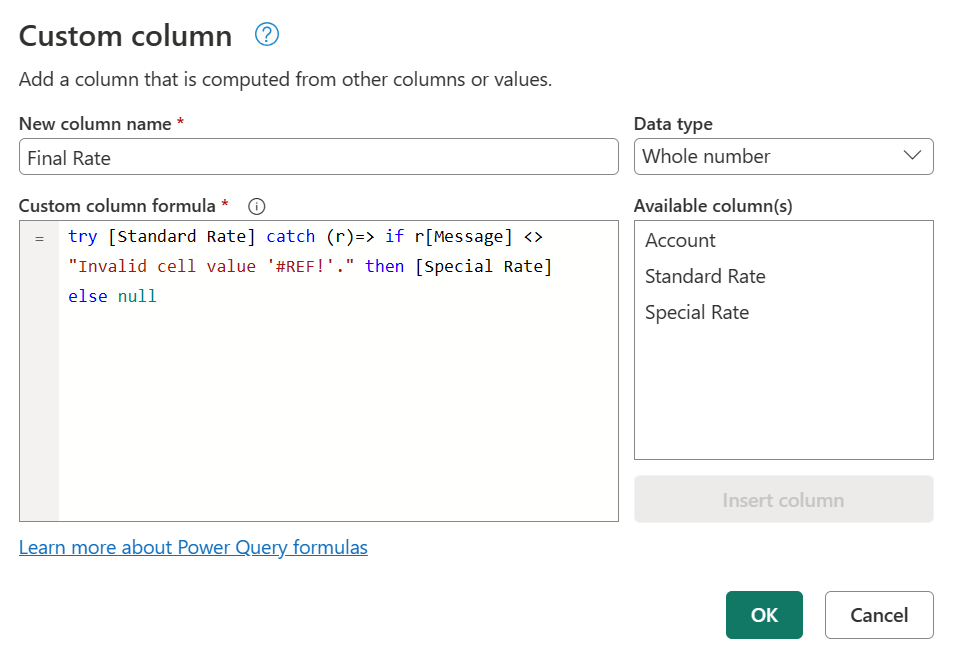 Custom column
Add a column that is computed from other columns or values.
New column name *
Final Rate
Data type
Whole number
Custom column formula *
= try [Standard Rate] catch (r)=> if r[Message] <>
"Invalid cell value '#REF!'." then [Special Rate]
else null
Available column(s)
Account
Standard Rate
Special Rate
Insert column
Learn more about Power Query formulas
OK
Cancel